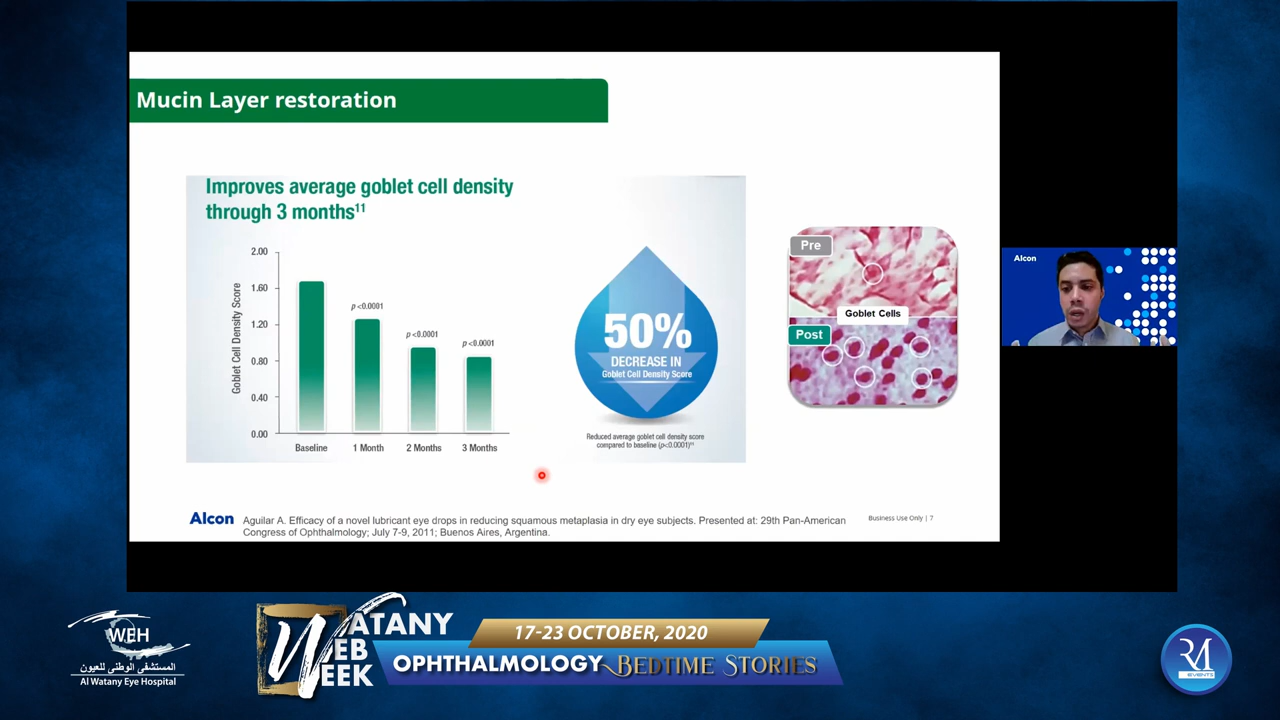 Mucin Layer restoration
Improves average goblet cell density
through 3 months11
Goblet Cell Density Score
2.00
1.60
1.20
0.80
0.40
0.00
p <0.0001
p <0.0001
p <0.0001
Baseline
1 Month
2 Months
3 Months
50%
DECREASE IN
Goblet Cell Density Score
Reduced average goblet cell density score
compared to baseline (p<0.0001)
Pre
Goblet Cells
Post
Alcon
Alcon
Aguilar A. Efficacy of a novel lubricant eye drops in reducing squamous metaplasia in dry eye subjects. Presented at: 29th Pan-American
Congress of Ophthalmology; July 7-9, 2011; Buenos Aires, Argentina.
Business Use Only | 7
WEH
المستشفى الوطني للعيون
Al Watany Eye Hospital
WATANY
WEB
WEEK
17-23 OCTOBER, 2020
OPHTHALMOLOGY BEDTIME STORIES
RM
EVENTS